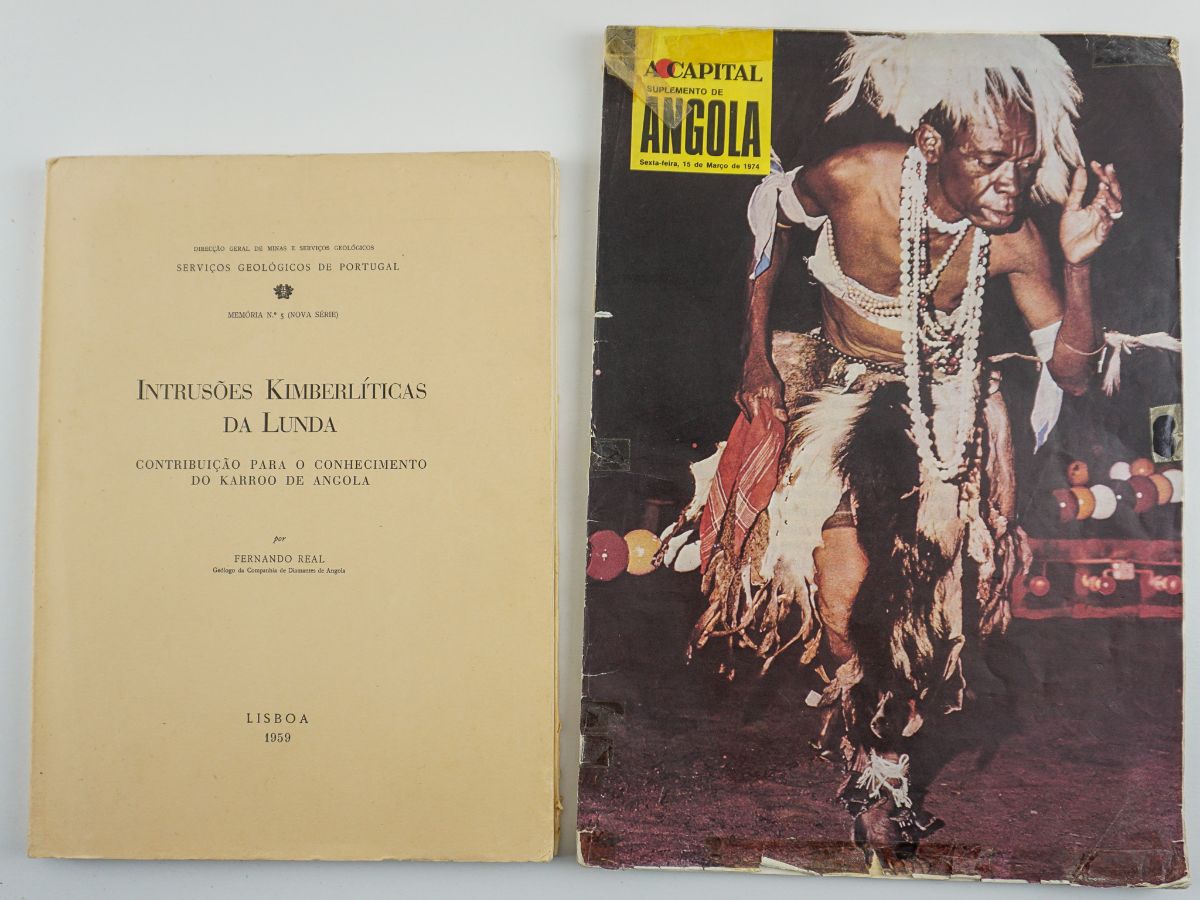 DIRECÇÃO GERAL DE MINAS E SERVIÇOS GEOLÓGICOS
SERVIÇOS GEOLÓGICOS DE PORTUGAL
MEMÓRIA N.º 5 (NOVA SÉRIE)
INTRUSÕES KIMBERLÍTICAS
DA LUNDA
CONTRIBUIÇÃO PARA O CONHECIMENTO
DO KARROO DE ANGOLA
por
FERNANDO REAL
Geólogo da Companhia de Diamantes de Angola
LISBOA
1959
A CAPITAL
SUPLEMENTO DE
ANGOLA
Sexta-feira, 15 de Março de 1974